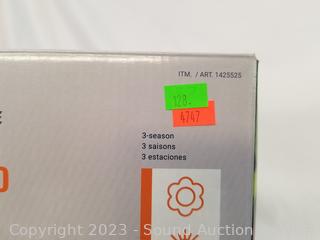 ITM. / ART. 1425525
128.
4747
3-season
3 saisons
3 estaciones
Copyright 2023 - Sound Auction